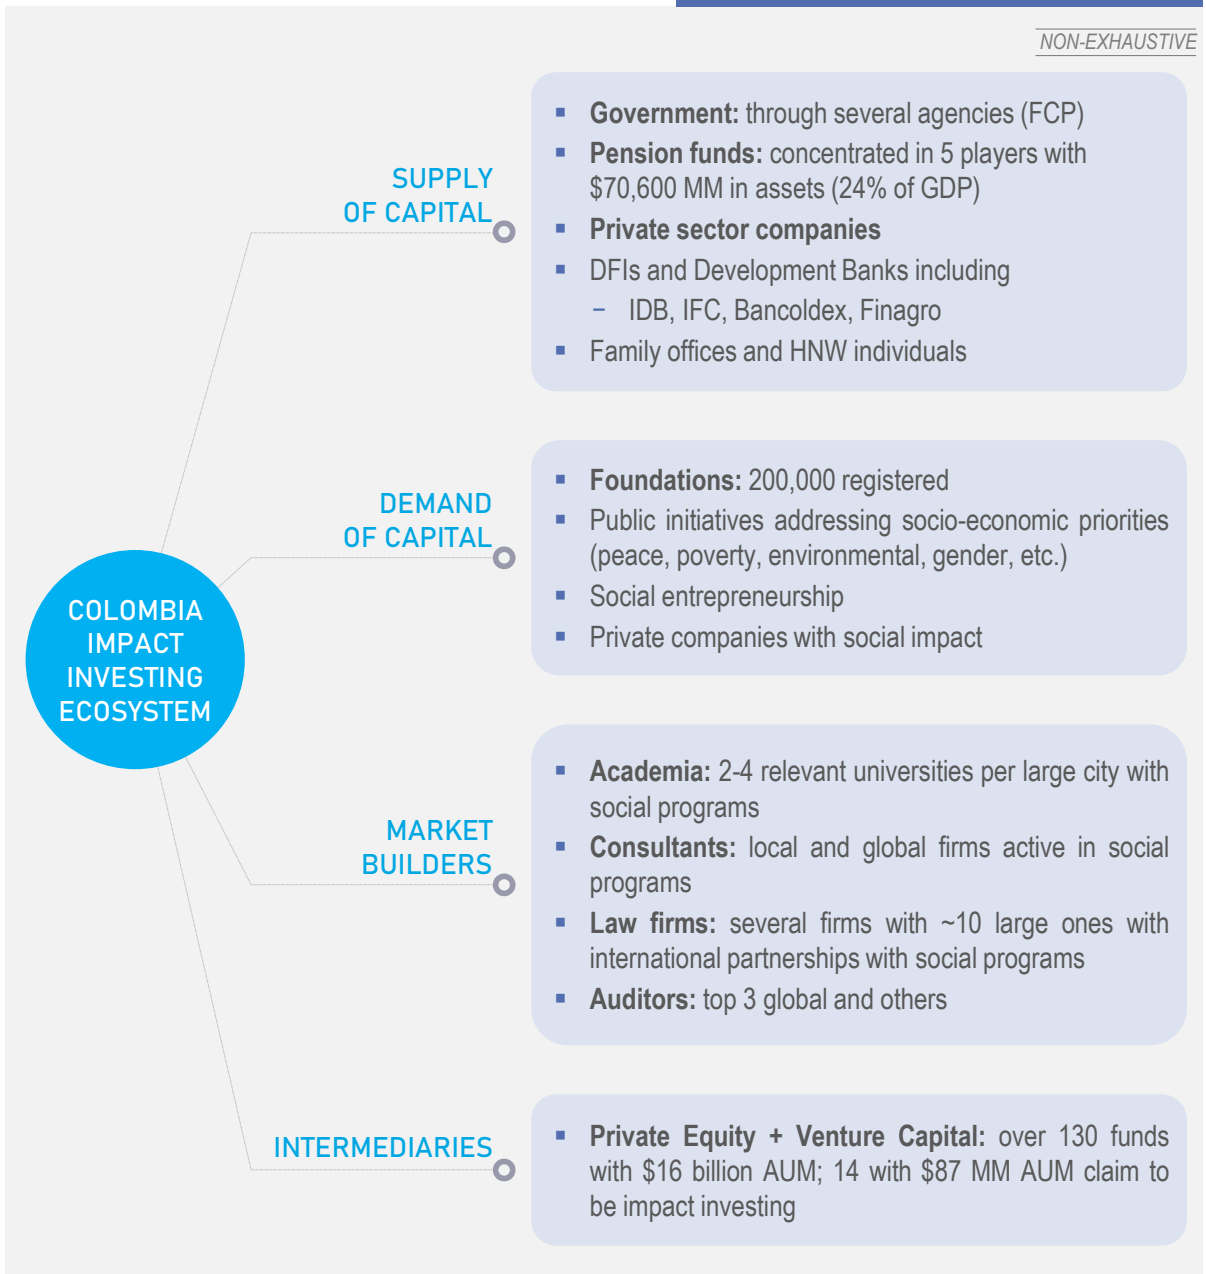 NON-EXHAUSTIVE
COLOMBIA
IMPACT
INVESTING
ECOSYSTEM
SUPPLY
OF CAPITAL
▪ Government: through several agencies (FCP)
▪ Pension funds: concentrated in 5 players with
$70,600 MM in assets (24% of GDP)
▪ Private sector companies
▪ DFIs and Development Banks including
− IDB, IFC, Bancoldex, Finagro
▪ Family offices and HNW individuals
DEMAND
OF CAPITAL
▪ Foundations: 200,000 registered
▪ Public initiatives addressing socio-economic priorities
(peace, poverty, environmental, gender, etc.)
▪ Social entrepreneurship
▪ Private companies with social impact
MARKET
BUILDERS
▪ Academia: 2-4 relevant universities per large city with
social programs
▪ Consultants: local and global firms active in social
programs
▪ Law firms: several firms with ~10 large ones with
international partnerships with social programs
▪ Auditors: top 3 global and others
INTERMEDIARIES
▪ Private Equity + Venture Capital: over 130 funds
with $16 billion AUM; 14 with $87 MM AUM claim to
be impact investing